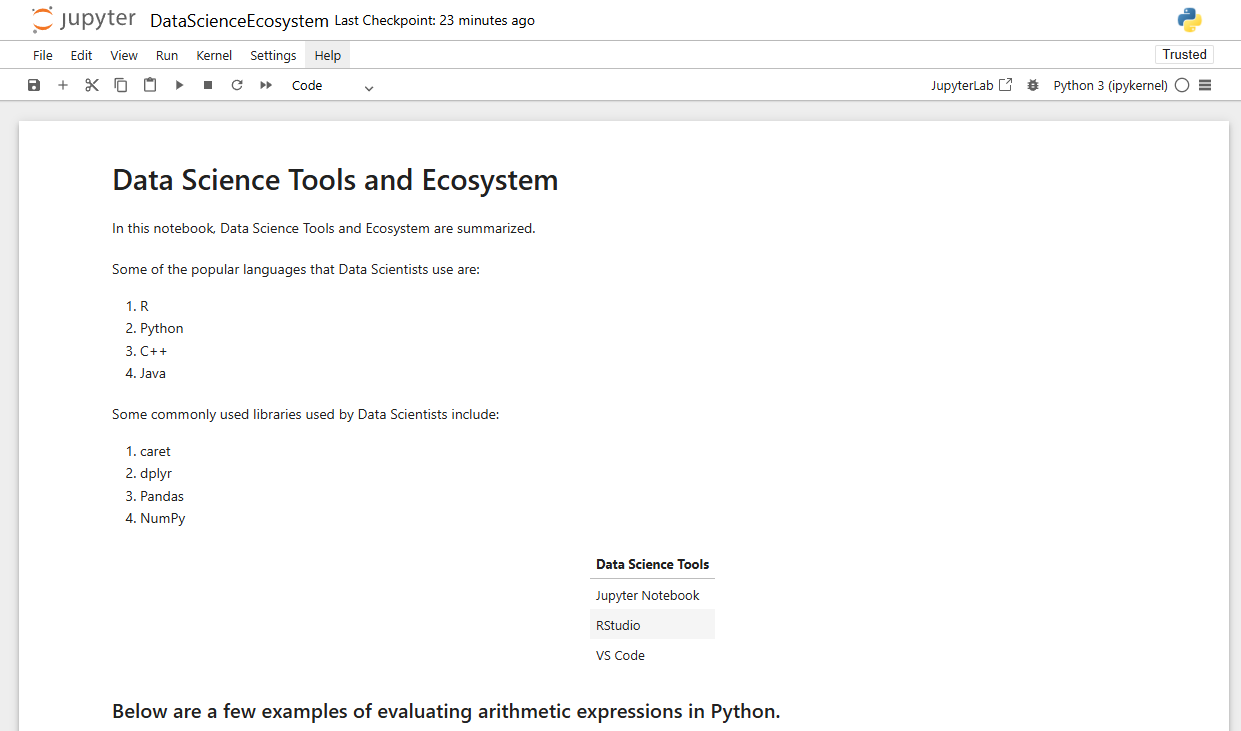 jupyter DataScienceEcosystem Last Checkpoint: 23 minutes ago
File Edit View Run Kernel Settings Help Trusted
Code JupyterLab Python 3 (ipykernel)
Data Science Tools and Ecosystem
In this notebook, Data Science Tools and Ecosystem are summarized.
Some of the popular languages that Data Scientists use are:
1. R
2. Python
3. C++
4. Java
Some commonly used libraries used by Data Scientists include:
1. caret
2. dplyr
3. Pandas
4. NumPy
Data Science Tools
Jupyter Notebook
RStudio
VS Code
Below are a few examples of evaluating arithmetic expressions in Python.